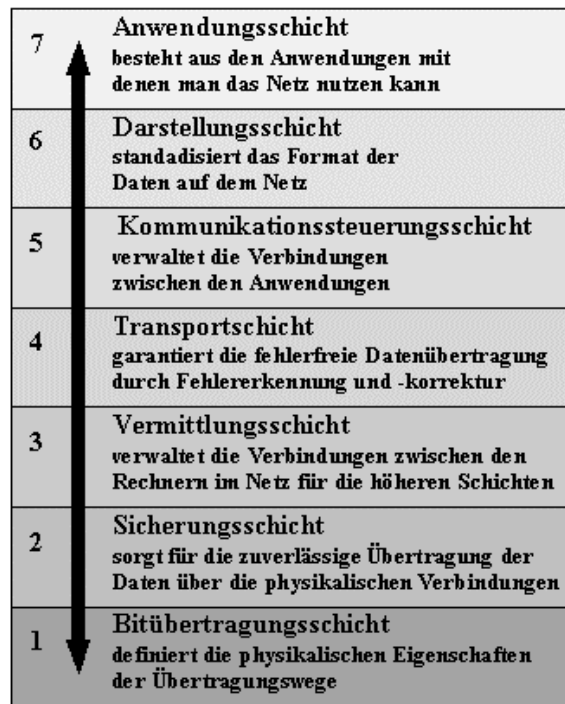 7
Anwendungsschicht
besteht aus den Anwendungen mit
denen man das Netz nutzen kann
6
Darstellungsschicht
standadisiert das Format der
Daten auf dem Netz
5
Kommunikationssteuerungsschicht
verwaltet die Verbindungen
zwischen den Anwendungen
4
Transportschicht
garantiert die fehlerfreie Datenübertragung
durch Fehlererkennung und -korrektur
3
Vermittlungsschicht
verwaltet die Verbindungen zwischen den
Rechnern im Netz für die höheren Schichten
2
Sicherungsschicht
sorgt für die zuverlässige Übertragung der
Daten über die physikalischen Verbindungen
1
Bitübertragungsschicht
definiert die physikalischen Eigenschaften
der Übertragungswege